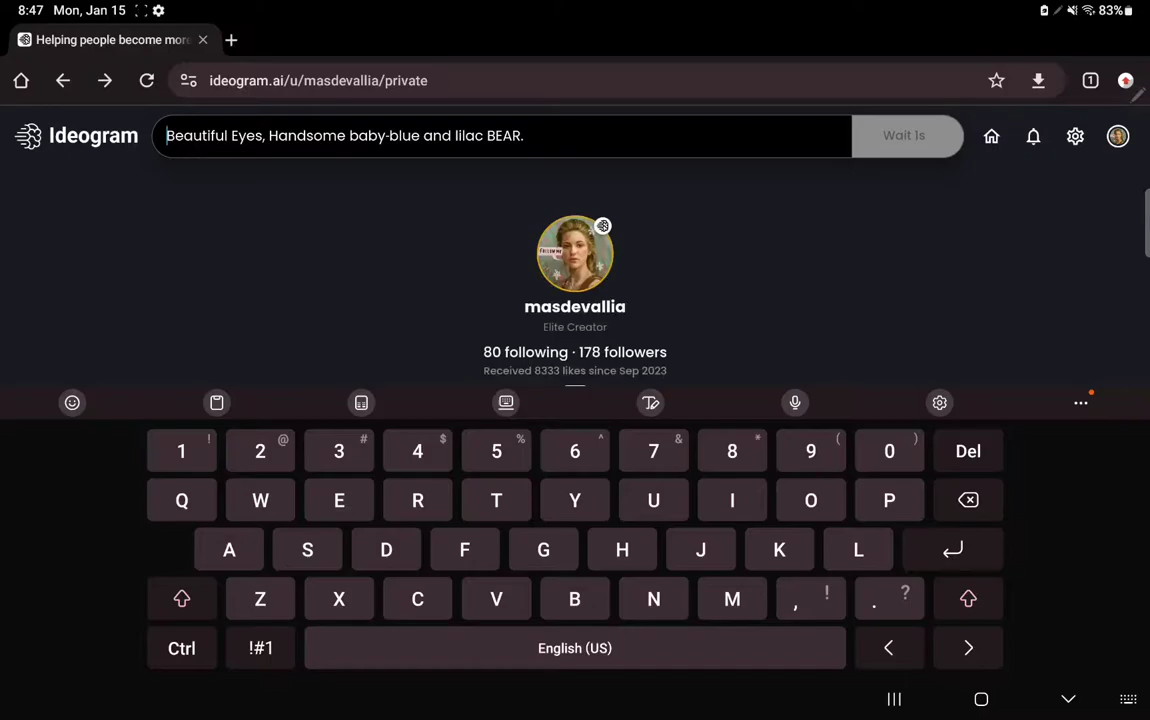 8:47 Mon, Jan 15
83%
Helping people become more
ideogram.ai/u/masdevallia/private
1
Ideogram
Beautiful Eyes, Handsome baby-blue and lilac BEAR.
Wait 1s
masdevallia
Elite Creator
80 following · 178 followers
Received 8333 likes since Sep 2023
1 ! 2 @ 3 # 4 $ 5 % 6 ^ 7 & 8 * 9 ( 0 ) Del
Q W E R T Y U I O P
A S D F G H J K L
Z X C V B N M , ! . ?
Ctrl !#1 English (US) < >